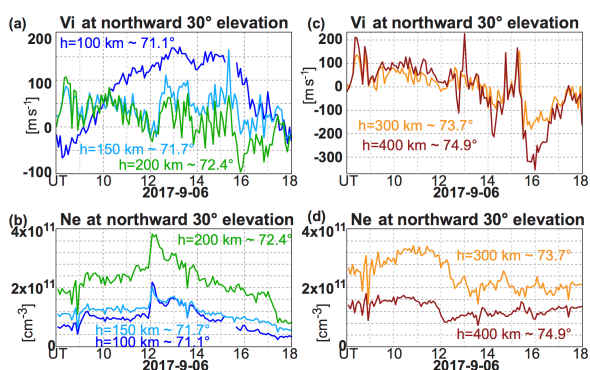 (a) Vi at northward 30° elevation
200
100
0
-100
[m s⁻¹]
h=100 km ~ 71.1°
h=150 km ~ 71.7°
h=200 km ~ 72.4°
UT 10 12 14 16 18
2017-9-06
(c) Vi at northward 30° elevation
200
100
0
-100
-200
-300
[m s⁻¹]
h=300 km ~ 73.7°
h=400 km ~ 74.9°
UT 10 12 14 16 18
2017-9-06
(b) Ne at northward 30° elevation
4x10¹¹
2x10¹¹
0
[cm⁻³]
h=200 km ~ 72.4°
h=150 km ~ 71.7°
h=100 km ~ 71.1°
UT 10 12 14 16 18
2017-9-06
(d) Ne at northward 30° elevation
4x10¹¹
2x10¹¹
0
[cm⁻³]
h=300 km ~ 73.7°
h=400 km ~ 74.9°
UT 10 12 14 16 18
2017-9-06